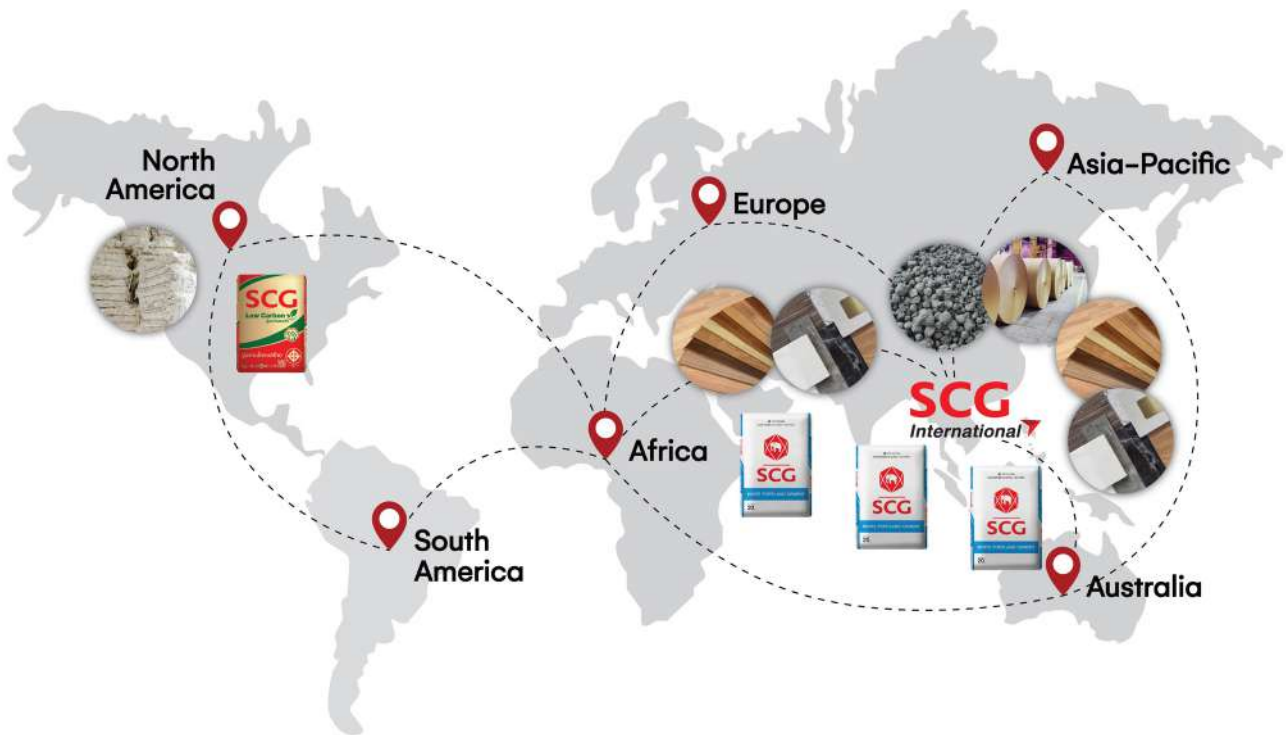 North
America
Europe
Asia-Pacific
SCG
Low Carbon
SCG
International
Africa
SCG
SCG
SCG
South
America
Australia